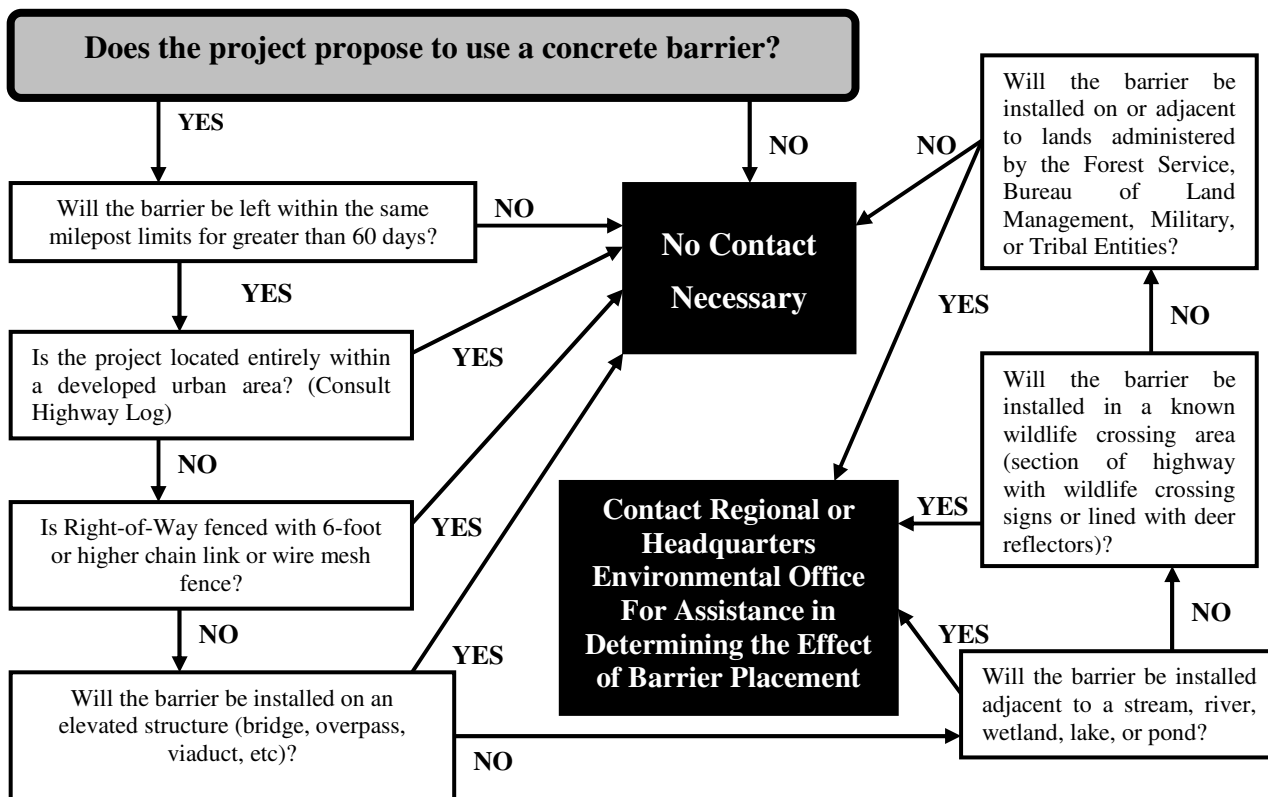 Does the project propose to use a concrete barrier?
YES
NO
Will the barrier be left within the same
milepost limits for greater than 60 days?
NO
YES
Is the project located entirely within
a developed urban area? (Consult
Highway Log)
YES
NO
Is Right-of-Way fenced with 6-foot
or higher chain link or wire mesh
fence?
YES
NO
Will the barrier be installed on an
elevated structure (bridge, overpass,
viaduct, etc)?
YES
NO
No Contact
Necessary
Contact Regional or
Headquarters
Environmental Office
For Assistance in
Determining the Effect
of Barrier Placement
Will the barrier be installed
adjacent to a stream, river,
wetland, lake, or pond?
YES
NO
Will the barrier be
installed in a known
wildlife crossing area
(section of highway
with wildlife crossing
signs or lined with deer
reflectors)?
YES
NO
Will the barrier be
installed on or adjacent
to lands administered
by the Forest Service,
Bureau of Land
Management, Military,
or Tribal Entities?
NO
YES